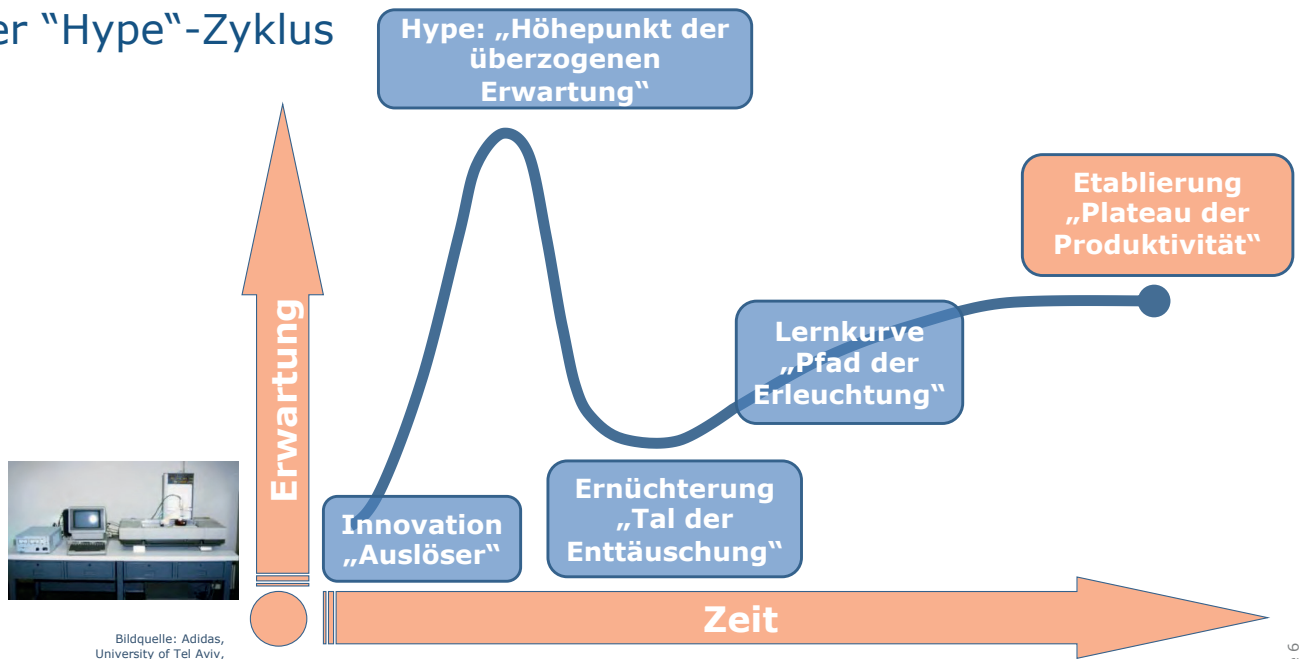 er “Hype“-Zyklus
Hype: „Höhepunkt der
überzogenen
Erwartung“
Etablierung
„Plateau der
Produktivität“
Erwartung
Lernkurve
„Pfad der
Erleuchtung“
Ernüchterung
„Tal der
Enttäuschung“
Innovation
„Auslöser“
Zeit
Bildquelle: Adidas,
University of Tel Aviv,
6